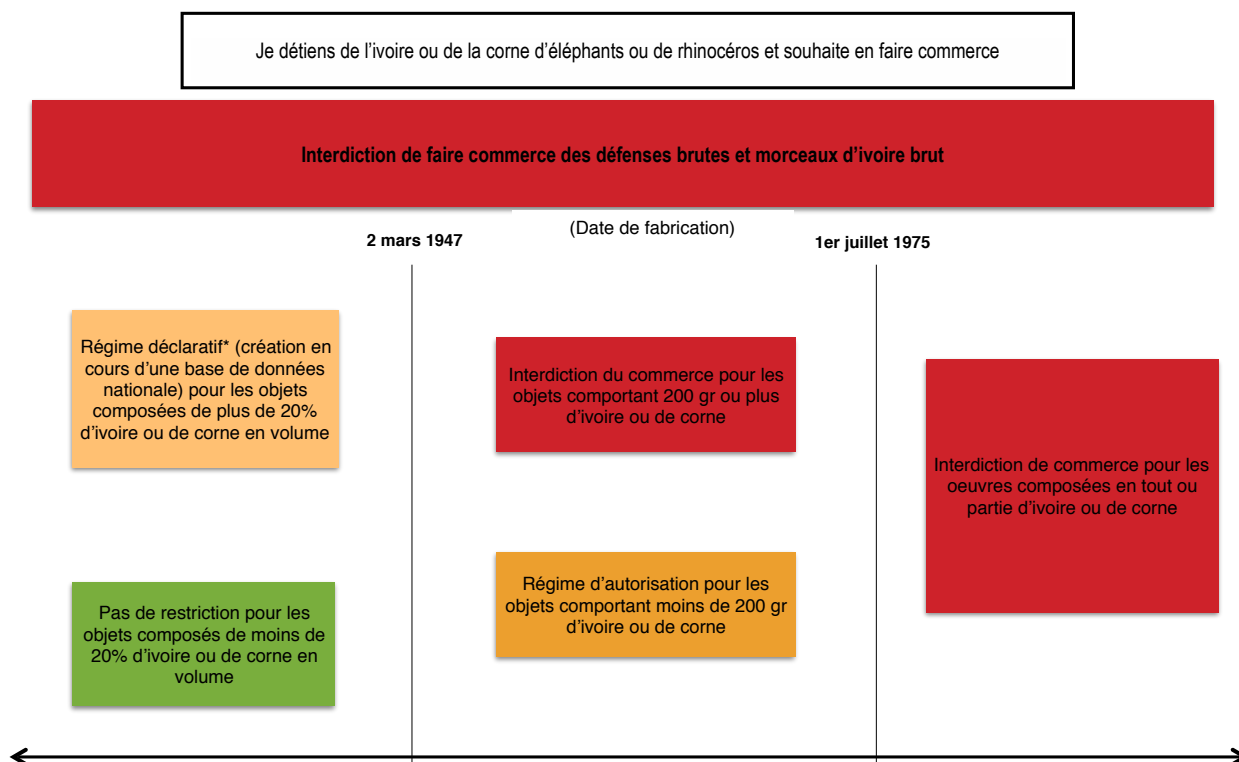 Je détiens de l'ivoire ou de la corne d'éléphants ou de rhinocéros et souhaite en faire commerce
Interdiction de faire commerce des défenses brutes et morceaux d'ivoire brut
(Date de fabrication)
2 mars 1947
1er juillet 1975
Régime déclaratif* (création en
cours d'une base de données
nationale) pour les objets
composées de plus de 20%
d'ivoire ou de corne en volume
Pas de restriction pour les
objets composés de moins de
20% d'ivoire ou de corne en
volume
Interdiction du commerce pour les
objets comportant 200 gr ou plus
d'ivoire ou de corne
Régime d'autorisation pour les
objets comportant moins de 200 gr
d'ivoire ou de corne
Interdiction de commerce pour les
oeuvres composées en tout ou
partie d'ivoire ou de corne